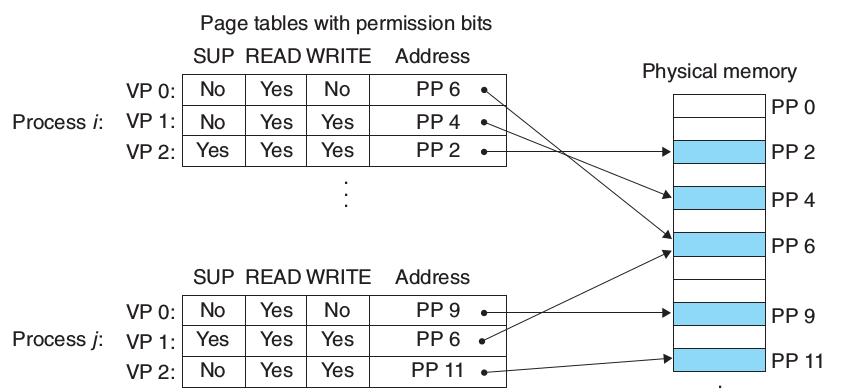 Page tables with permission bits
SUP READ WRITE Address
Process i:
VP 0: No Yes No PP 6
VP 1: No Yes Yes PP 4
VP 2: Yes Yes Yes PP 2
SUP READ WRITE Address
Process j:
VP 0: No Yes No PP 9
VP 1: Yes Yes Yes PP 6
VP 2: No Yes Yes PP 11
Physical memory
PP 0
PP 2
PP 4
PP 6
PP 9
PP 11